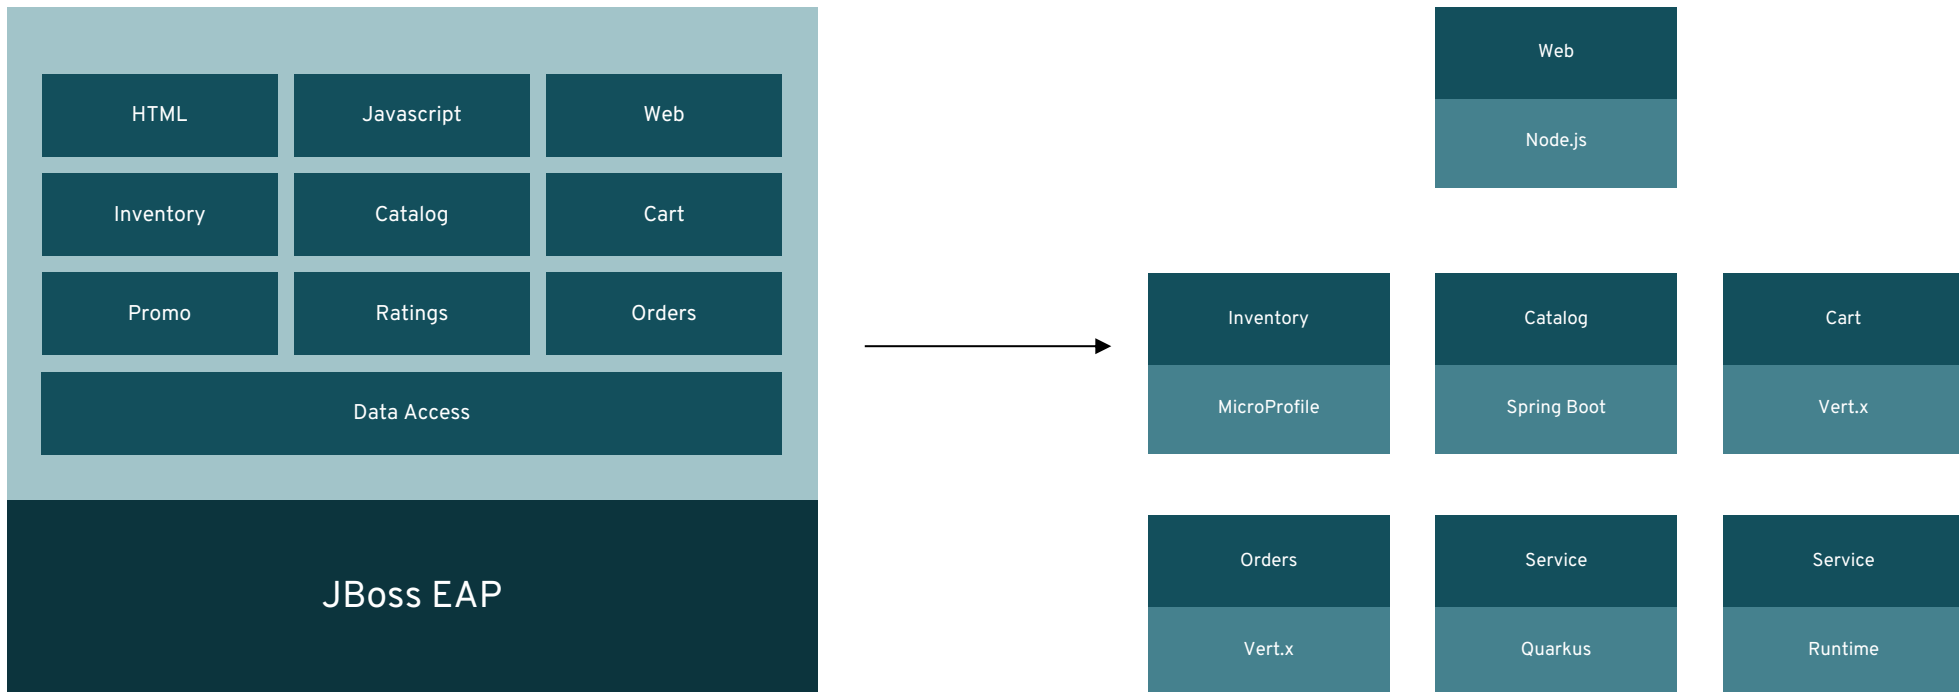 HTML
Javascript
Web
Inventory
Catalog
Cart
Promo
Ratings
Orders
Data Access
JBoss EAP
Web
Node.js
Inventory
MicroProfile
Catalog
Spring Boot
Cart
Vert.x
Orders
Vert.x
Service
Quarkus
Service
Runtime